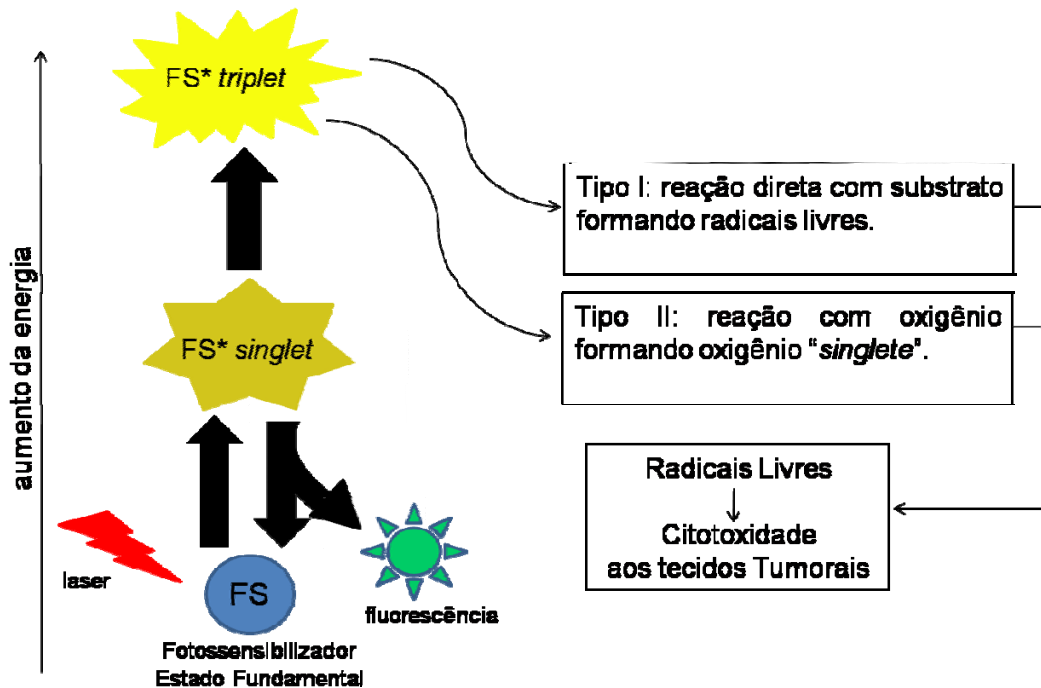 FS* triplet
aumento da energia
Tipo I: reação direta com substrato
formando radicais livres.
FS* singlet
Tipo II: reação com oxigênio
formando oxigênio "singlete".
Radicais Livres
Citotoxidade
aos tecidos Tumorais
laser
FS
fluorescência
Fotossensibilizador
Estado Fundamental